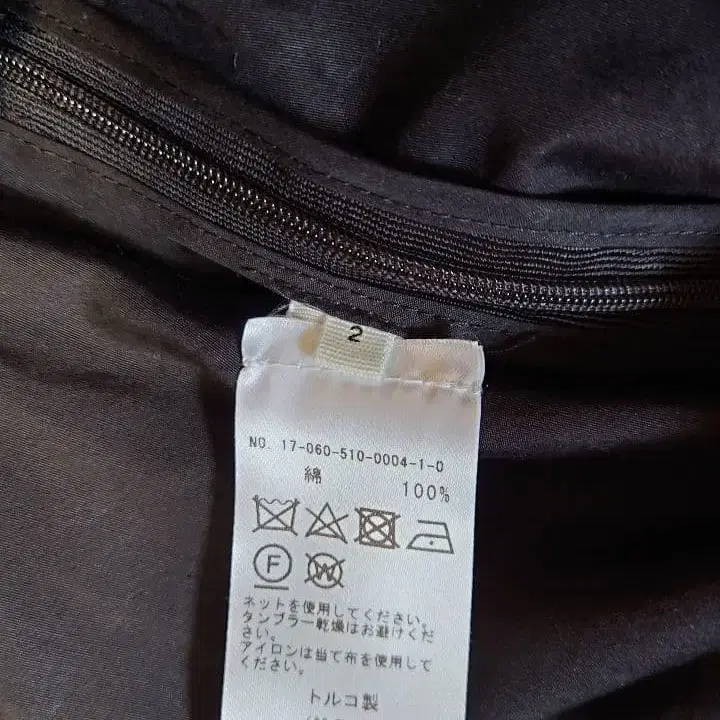 2
NO. 17-060-510-0004-1-0
綿 100%
F W
ネットを使用してください。
タンブラー乾燥はお避けくだ
さい。
アイロンは当て布を使用して
ください。
トルコ製